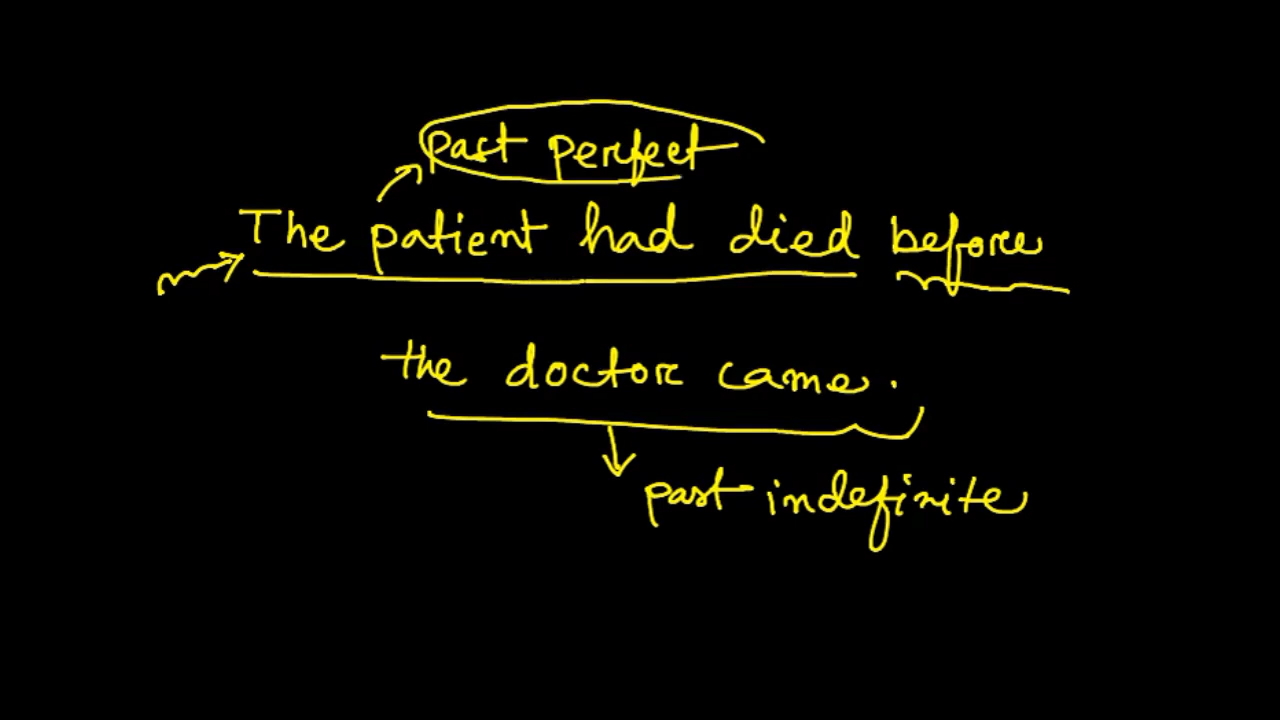 past perfect
The patient had died before
the doctor came.
past indefinite